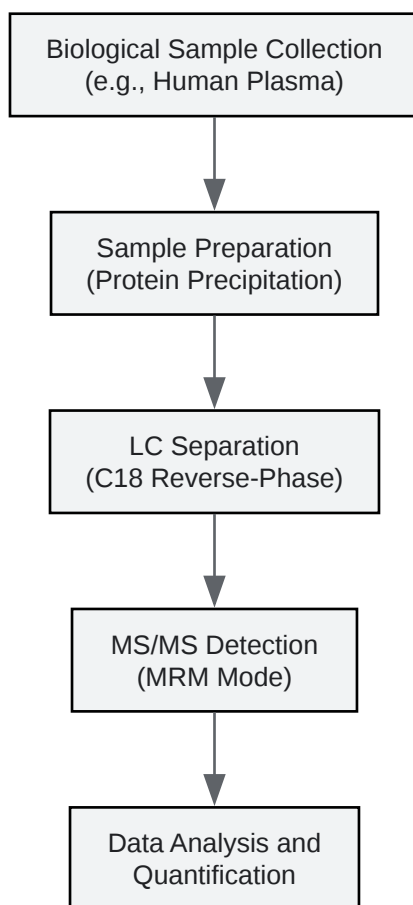 Biological Sample Collection
(e.g., Human Plasma)
Sample Preparation
(Protein Precipitation)
LC Separation
(C18 Reverse-Phase)
MS/MS Detection
(MRM Mode)
Data Analysis and
Quantification